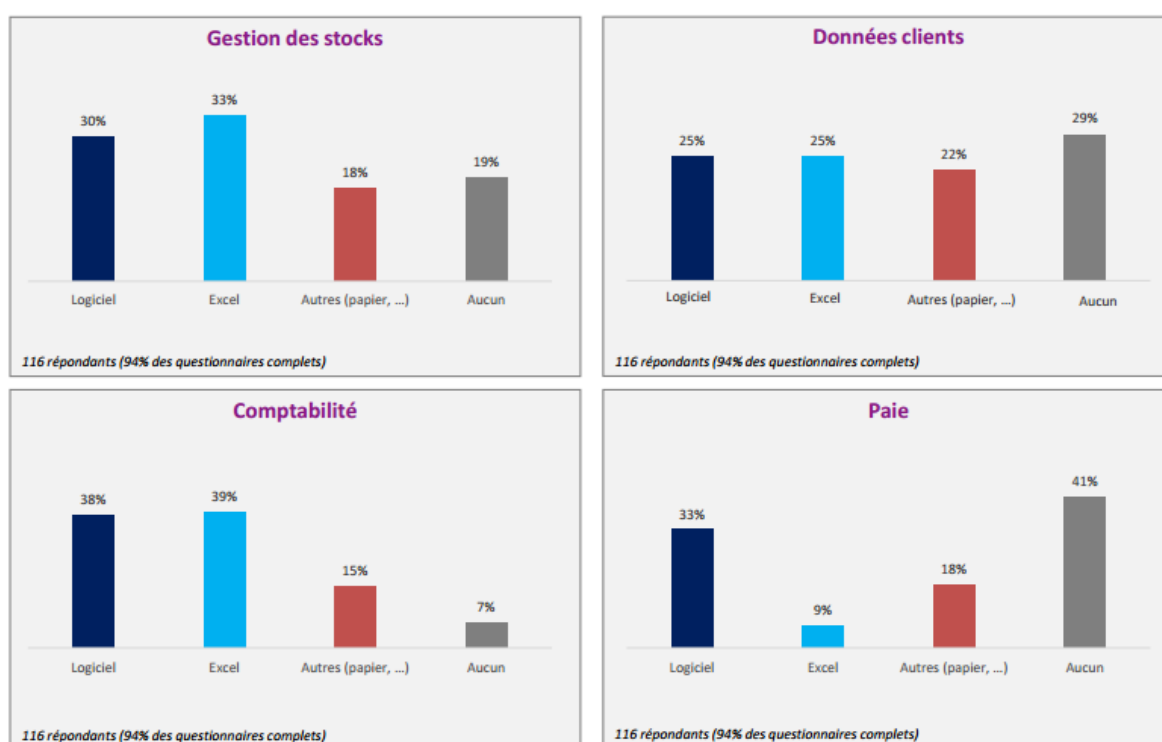 Gestion des stocks
33%
30%
19%
18%
Logiciel Excel Autres (papier, ...) Aucun
116 répondants (94% des questionnaires complets)
Données clients
29%
25% 25%
22%
Logiciel Excel Autres (papier, ...) Aucun
116 répondants (94% des questionnaires complets)
Comptabilité
38% 39%
15%
7%
Logiciel Excel Autres (papier, ...) Aucun
116 répondants (94% des questionnaires complets)
Paie
41%
33%
18%
9%
Logiciel Excel Autres (papier, ...) Aucun
116 répondants (94% des questionnaires complets)